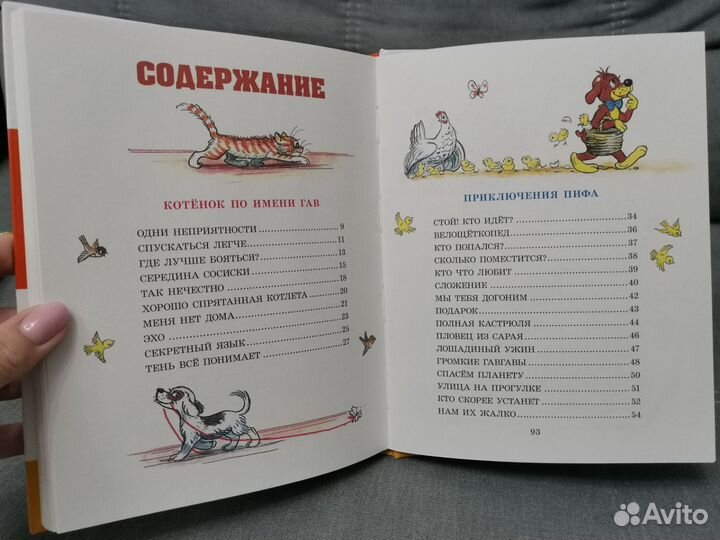 СОДЕРЖАНИЕ
КОТЁНОК ПО ИМЕНИ ГАВ
ОДНИ НЕПРИЯТНОСТИ 9
СПУСКАТЬСЯ ЛЕГЧЕ 11
ГДЕ ЛУЧШЕ БОЯТЬСЯ? 13
СЕРЕДИНА СОСИСКИ 15
ТАК НЕЧЕСТНО 18
ХОРОШО СПРЯТАННАЯ КОТЛЕТА 20
МЕНЯ НЕТ ДОМА 21
ЭХО 23
СЕКРЕТНЫЙ ЯЗЫК 25
ТЕНЬ ВСЁ ПОНИМАЕТ 27
ПРИКЛЮЧЕНИЯ ПИФА
СТОЙ! КТО ИДЁТ? 34
ВЕЛОЩЁТКОПЕД 36
КТО ПОПАЛСЯ? 37
СКОЛЬКО ПОМЕСТИТСЯ? 38
КТО ЧТО ЛЮБИТ 39
СЛОЖЕНИЕ 40
МЫ ТЕБЯ ДОГОНИМ 42
ПОДАРОК 43
ПОЛНАЯ КАСТРЮЛЯ 44
ПЛОВЕЦ ИЗ САРАЯ 46
ЛОШАДИНЫЙ УЖИН 47
ГРОМКИЕ ГАВГАВЫ 48
СПАСЁМ ПЛАНЕТУ 50
УЛИЦА НА ПРОГУЛКЕ 51
КТО СКОРЕЕ УСТАНЕТ 52
НАМ ИХ ЖАЛКО 54
93
Avito